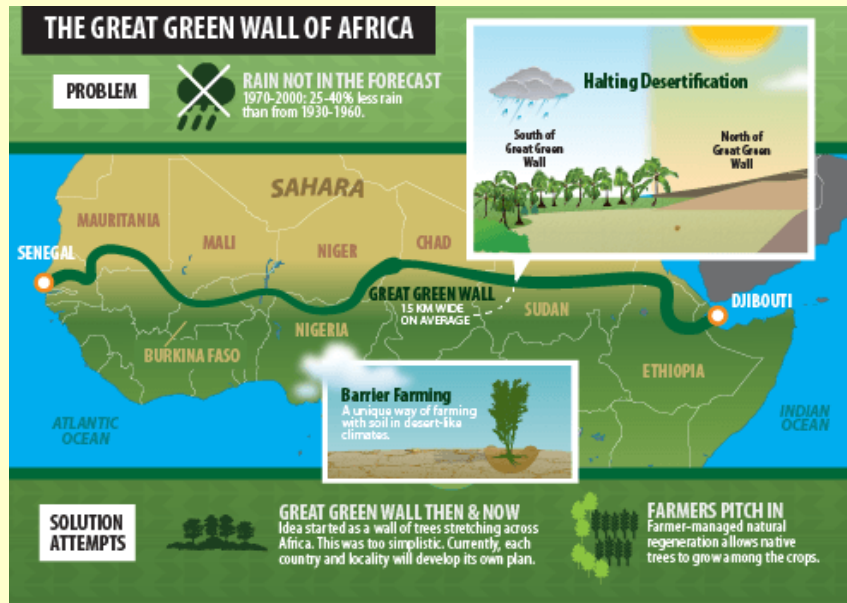 THE GREAT GREEN WALL OF AFRICA
PROBLEM
RAIN NOT IN THE FORECAST
1970-2000: 25-40% less rain
than from 1930-1960.
Halting Desertification
South of
Great Green
Wall
North of
Great Green
Wall
SAHARA
MAURITANIA
MALI
NIGER
CHAD
SENEGAL
GREAT GREEN WALL
15 KM WIDE
ON AVERAGE
SUDAN
DJIBOUTI
NIGERIA
BURKINA FASO
ETHIOPIA
Barrier Farming
A unique way of farming
with soil in desert-like
climates.
ATLANTIC
OCEAN
INDIAN
OCEAN
SOLUTION
ATTEMPTS
GREAT GREEN WALL THEN & NOW
Idea started as a wall of trees stretching across
Africa. This was too simplistic. Currently, each
country and locality will develop its own plan.
FARMERS PITCH IN
Farmer-managed natural
regeneration allows native
trees to grow among the crops.